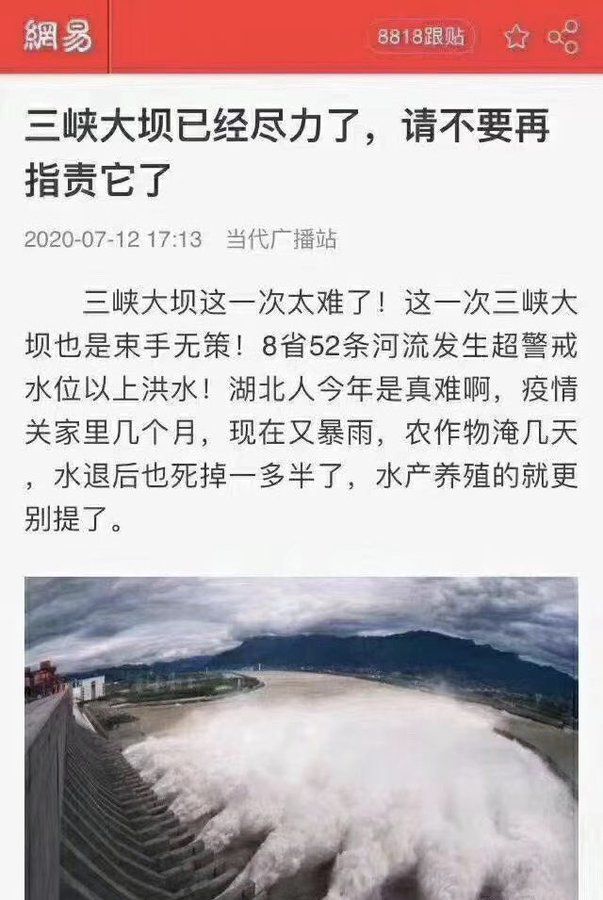 網易
8818跟贴
三峡大坝已经尽力了，请不要再
指责它了
2020-07-12 17:13 当代广播站
三峡大坝这一次太难了！这一次三峡大
坝也是束手无策！8省52条河流发生超警戒
水位以上洪水！湖北人今年是真难啊，疫情
关家里几个月，现在又暴雨，农作物淹几天
，水退后也死掉一多半了，水产养殖的就更
别提了。